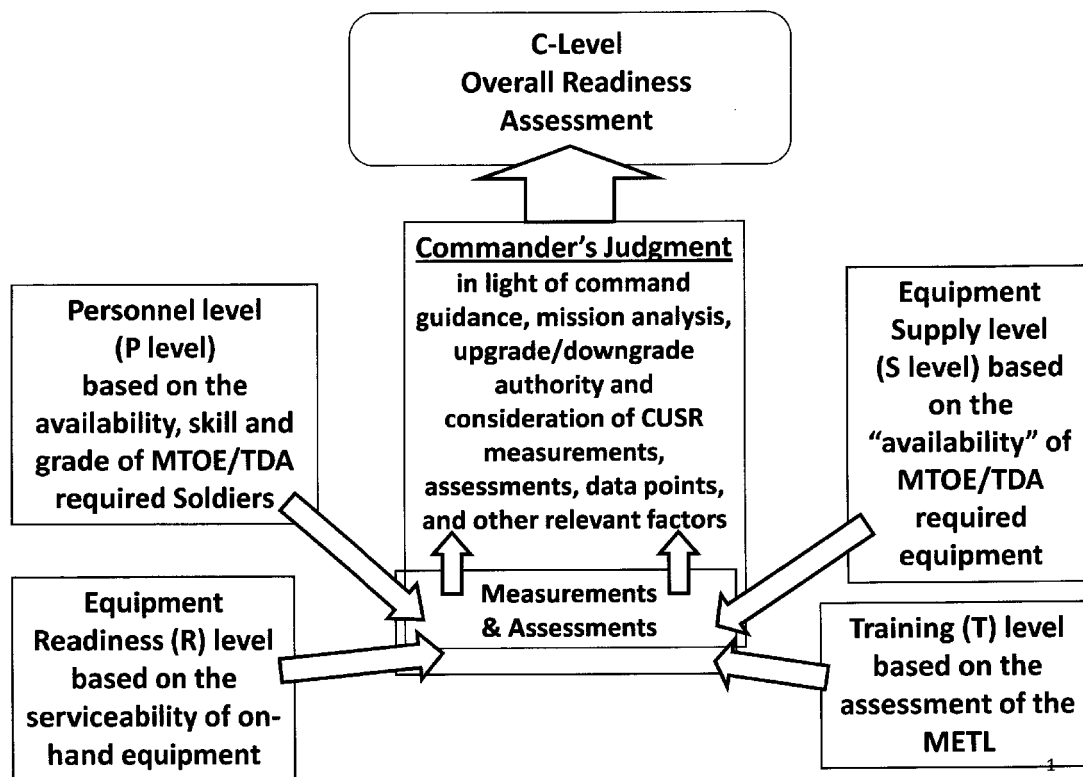 C-Level
Overall Readiness
Assessment
Commander's Judgment
in light of command
guidance, mission analysis,
upgrade/downgrade
authority and
consideration of CUSR
measurements,
assessments, data points,
and other relevant factors
Personnel level
(P level)
based on the
availability, skill and
grade of MTOE/TDA
required Soldiers
Equipment
Supply level
(S level) based
on the
“availability” of
MTOE/TDA
required
equipment
Measurements
& Assessments
Equipment
Readiness (R) level
based on the
serviceability of on-
hand equipment
Training (T) level
based on the
assessment of the
METL
1